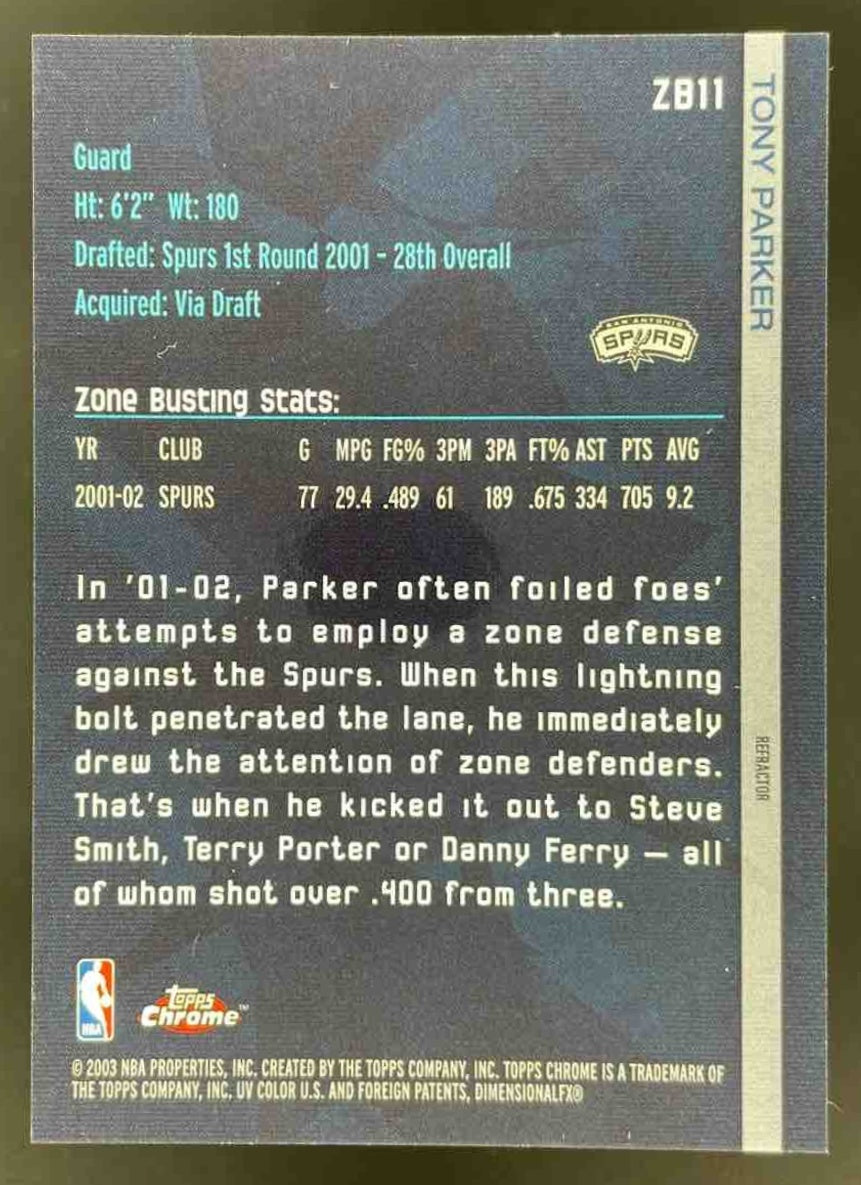 ZB11
TONY PARKER
Guard
Ht: 6'2" Wt: 180
Drafted: Spurs 1st Round 2001 - 28th Overall
Acquired: Via Draft
SAN ANTONIO
SPURS
Zone Busting Stats:
YR CLUB G MPG FG% 3PM 3PA FT% AST PTS AVG
2001-02 SPURS 77 29.4 .489 61 189 .675 334 705 9.2
In '01-02, Parker often foiled foes'
attempts to employ a zone defense
against the Spurs. When this lightning
bolt penetrated the lane, he immediately
drew the attention of zone defenders.
That's when he kicked it out to Steve
Smith, Terry Porter or Danny Ferry — all
of whom shot over .400 from three.
REFRACTOR
NBA
Topps
Chrome™
© 2003 NBA PROPERTIES, INC. CREATED BY THE TOPPS COMPANY, INC. TOPPS CHROME IS A TRADEMARK OF
THE TOPPS COMPANY, INC. UV COLOR U.S. AND FOREIGN PATENTS, DIMENSIONALFX®